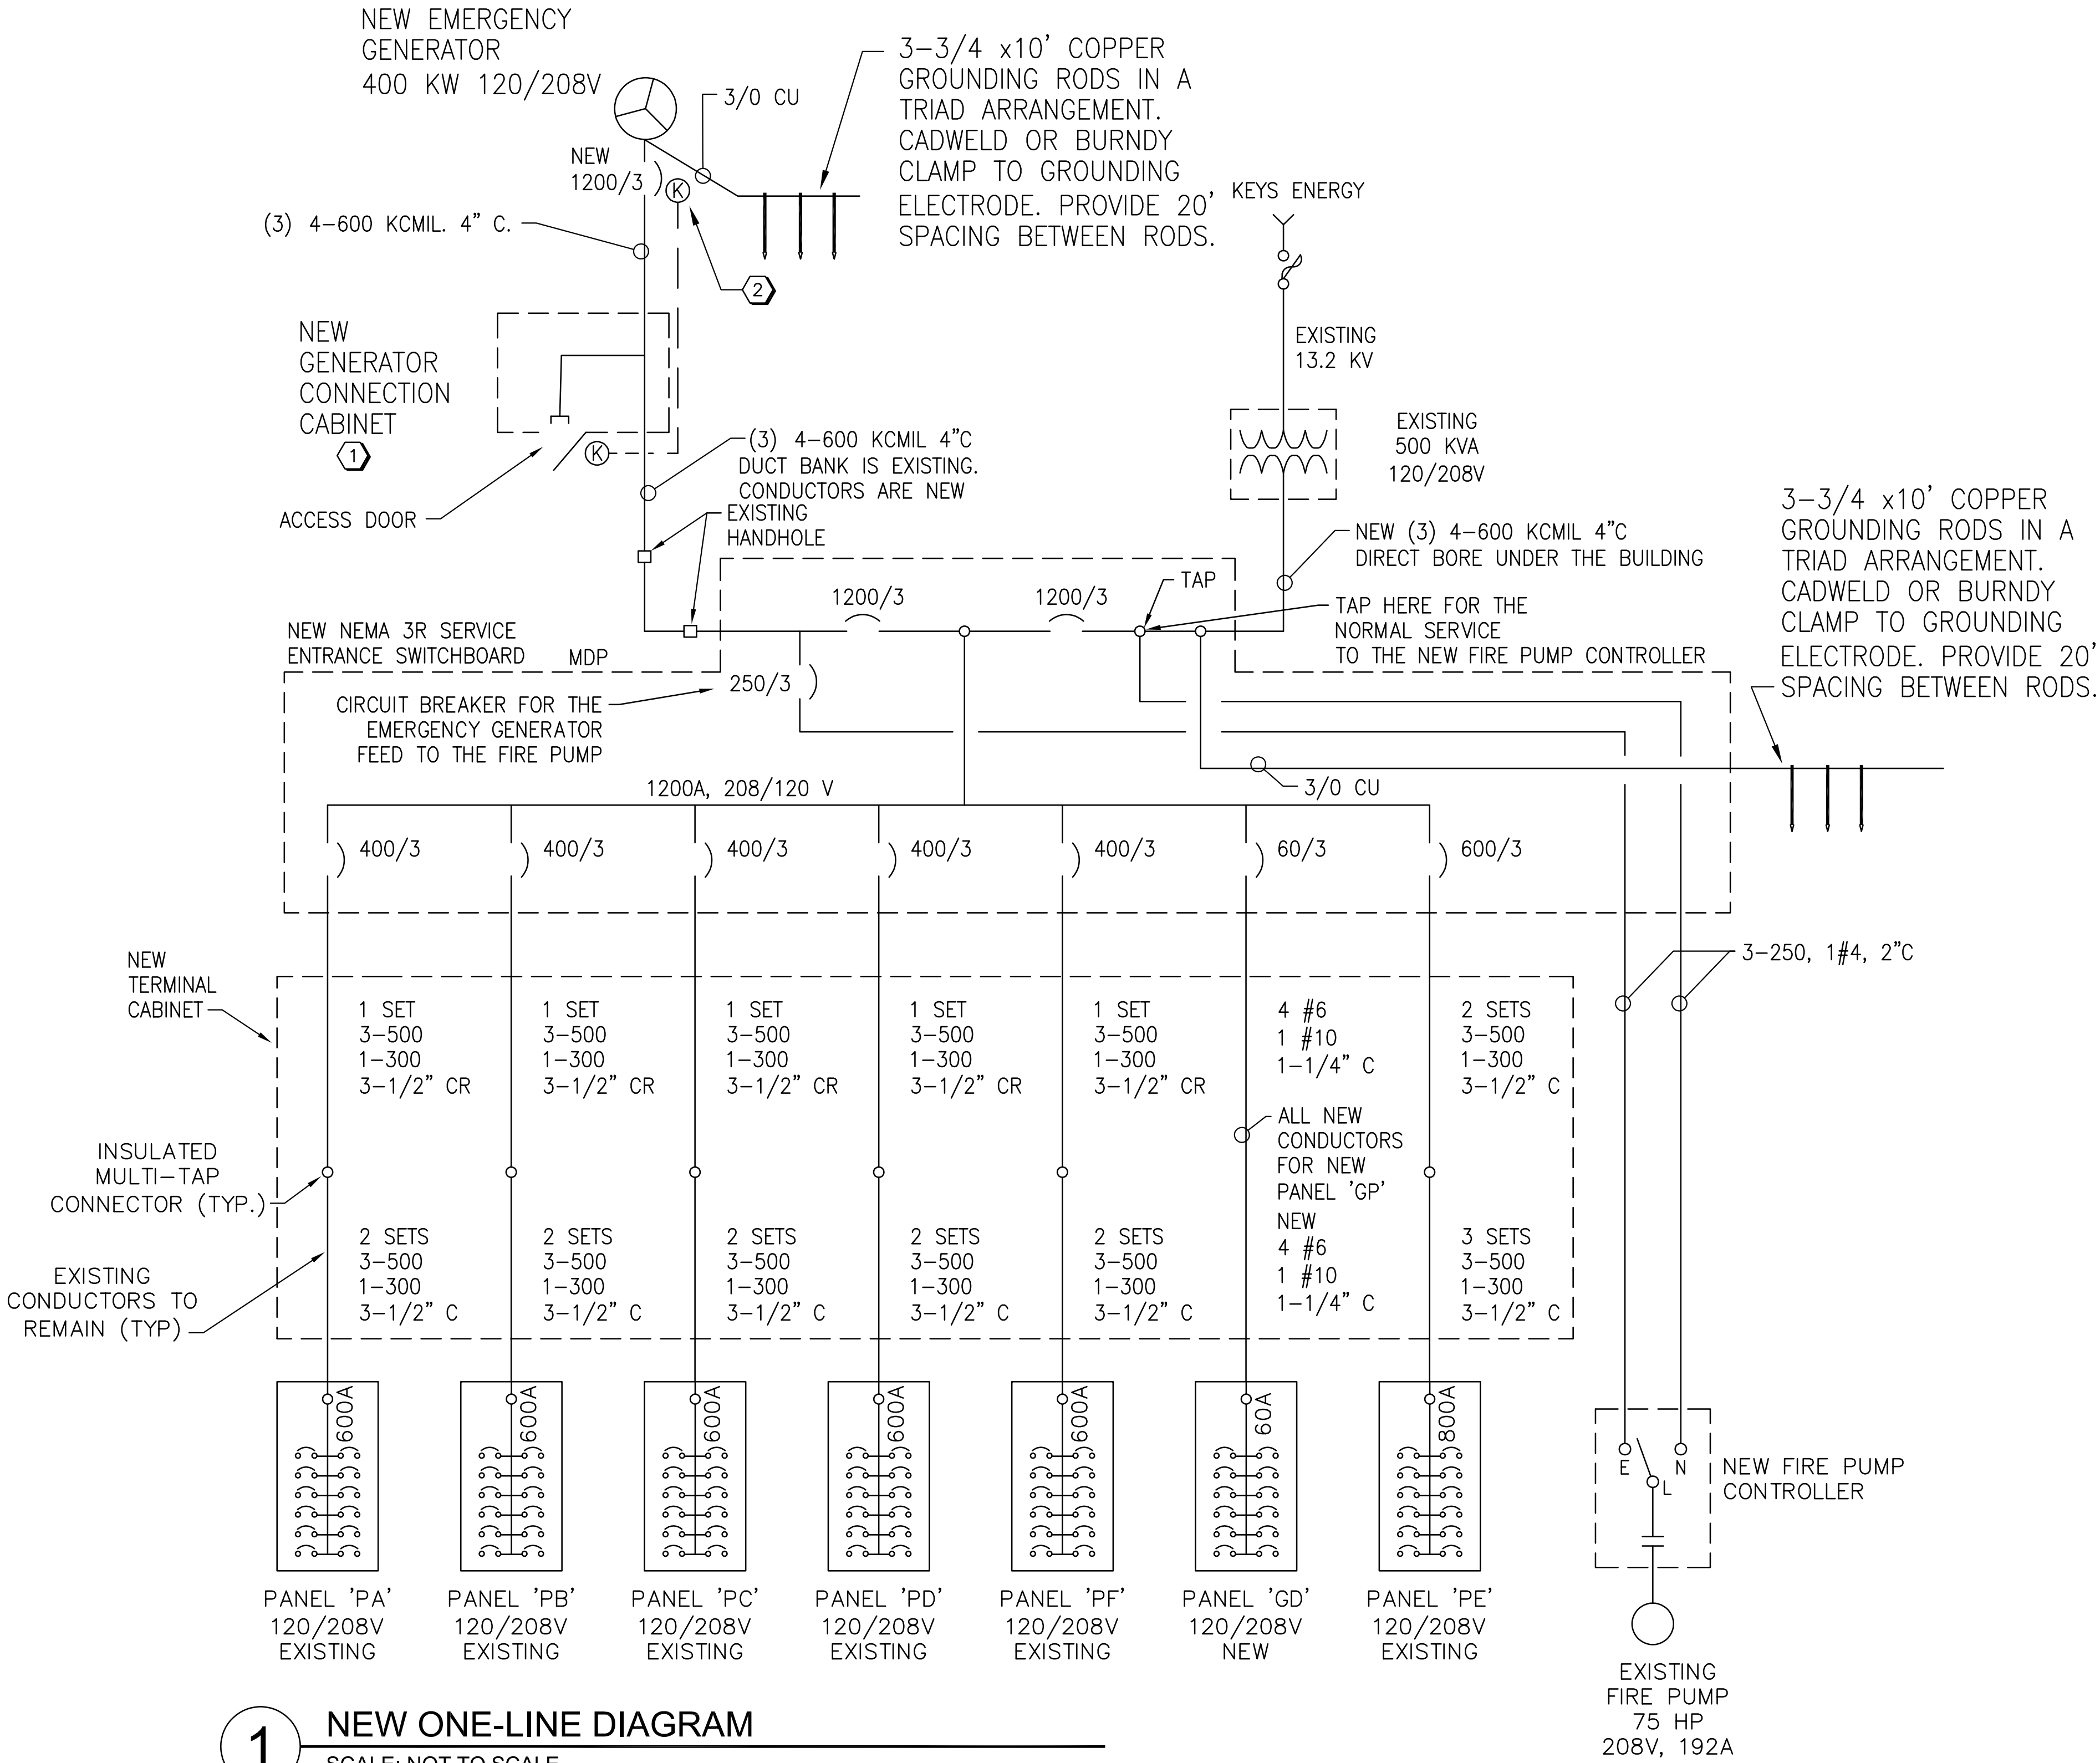 NEW EMERGENCY
GENERATOR
400 KW 120/208V
3/0 CU
3-3/4 x10' COPPER
GROUNDING RODS IN A
TRIAD ARRANGEMENT.
CADWELD OR BURNDY
CLAMP TO GROUNDING
ELECTRODE. PROVIDE 20'
SPACING BETWEEN RODS.
NEW
1200/3
K
(3) 4-600 KCMIL. 4" C.
2
KEYS ENERGY
EXISTING
13.2 KV
NEW
GENERATOR
CONNECTION
CABINET
1
K
ACCESS DOOR
(3) 4-600 KCMIL 4"C
DUCT BANK IS EXISTING.
CONDUCTORS ARE NEW
EXISTING
HANDHOLE
EXISTING
500 KVA
120/208V
NEW (3) 4-600 KCMIL 4"C
DIRECT BORE UNDER THE BUILDING
3-3/4 x10' COPPER
GROUNDING RODS IN A
TRIAD ARRANGEMENT.
CADWELD OR BURNDY
CLAMP TO GROUNDING
ELECTRODE. PROVIDE 20'
SPACING BETWEEN RODS.
1200/3
1200/3
TAP
TAP HERE FOR THE
NORMAL SERVICE
TO THE NEW FIRE PUMP CONTROLLER
NEW NEMA 3R SERVICE
ENTRANCE SWITCHBOARD MDP
250/3
CIRCUIT BREAKER FOR THE
EMERGENCY GENERATOR
FEED TO THE FIRE PUMP
1200A, 208/120 V
3/0 CU
400/3
400/3
400/3
400/3
400/3
60/3
600/3
3-250, 1#4, 2"C
NEW
TERMINAL
CABINET
1 SET
3-500
1-300
3-1/2" CR
1 SET
3-500
1-300
3-1/2" CR
1 SET
3-500
1-300
3-1/2" CR
1 SET
3-500
1-300
3-1/2" CR
1 SET
3-500
1-300
3-1/2" CR
4 #6
1 #10
1-1/4" C
2 SETS
3-500
1-300
3-1/2" C
INSULATED
MULTI-TAP
CONNECTOR (TYP.)
ALL NEW
CONDUCTORS
FOR NEW
PANEL 'GP'
EXISTING
CONDUCTORS TO
REMAIN (TYP)
2 SETS
3-500
1-300
3-1/2" C
2 SETS
3-500
1-300
3-1/2" C
2 SETS
3-500
1-300
3-1/2" C
2 SETS
3-500
1-300
3-1/2" C
2 SETS
3-500
1-300
3-1/2" C
NEW
4 #6
1 #10
1-1/4" C
3 SETS
3-500
1-300
3-1/2" C
600A
600A
600A
600A
600A
60A
800A
E
N
L
NEW FIRE PUMP
CONTROLLER
PANEL 'PA'
120/208V
EXISTING
PANEL 'PB'
120/208V
EXISTING
PANEL 'PC'
120/208V
EXISTING
PANEL 'PD'
120/208V
EXISTING
PANEL 'PF'
120/208V
EXISTING
PANEL 'GD'
120/208V
NEW
PANEL 'PE'
120/208V
EXISTING
EXISTING
FIRE PUMP
75 HP
208V, 192A
1
NEW ONE-LINE DIAGRAM
SCALE: NOT TO SCALE